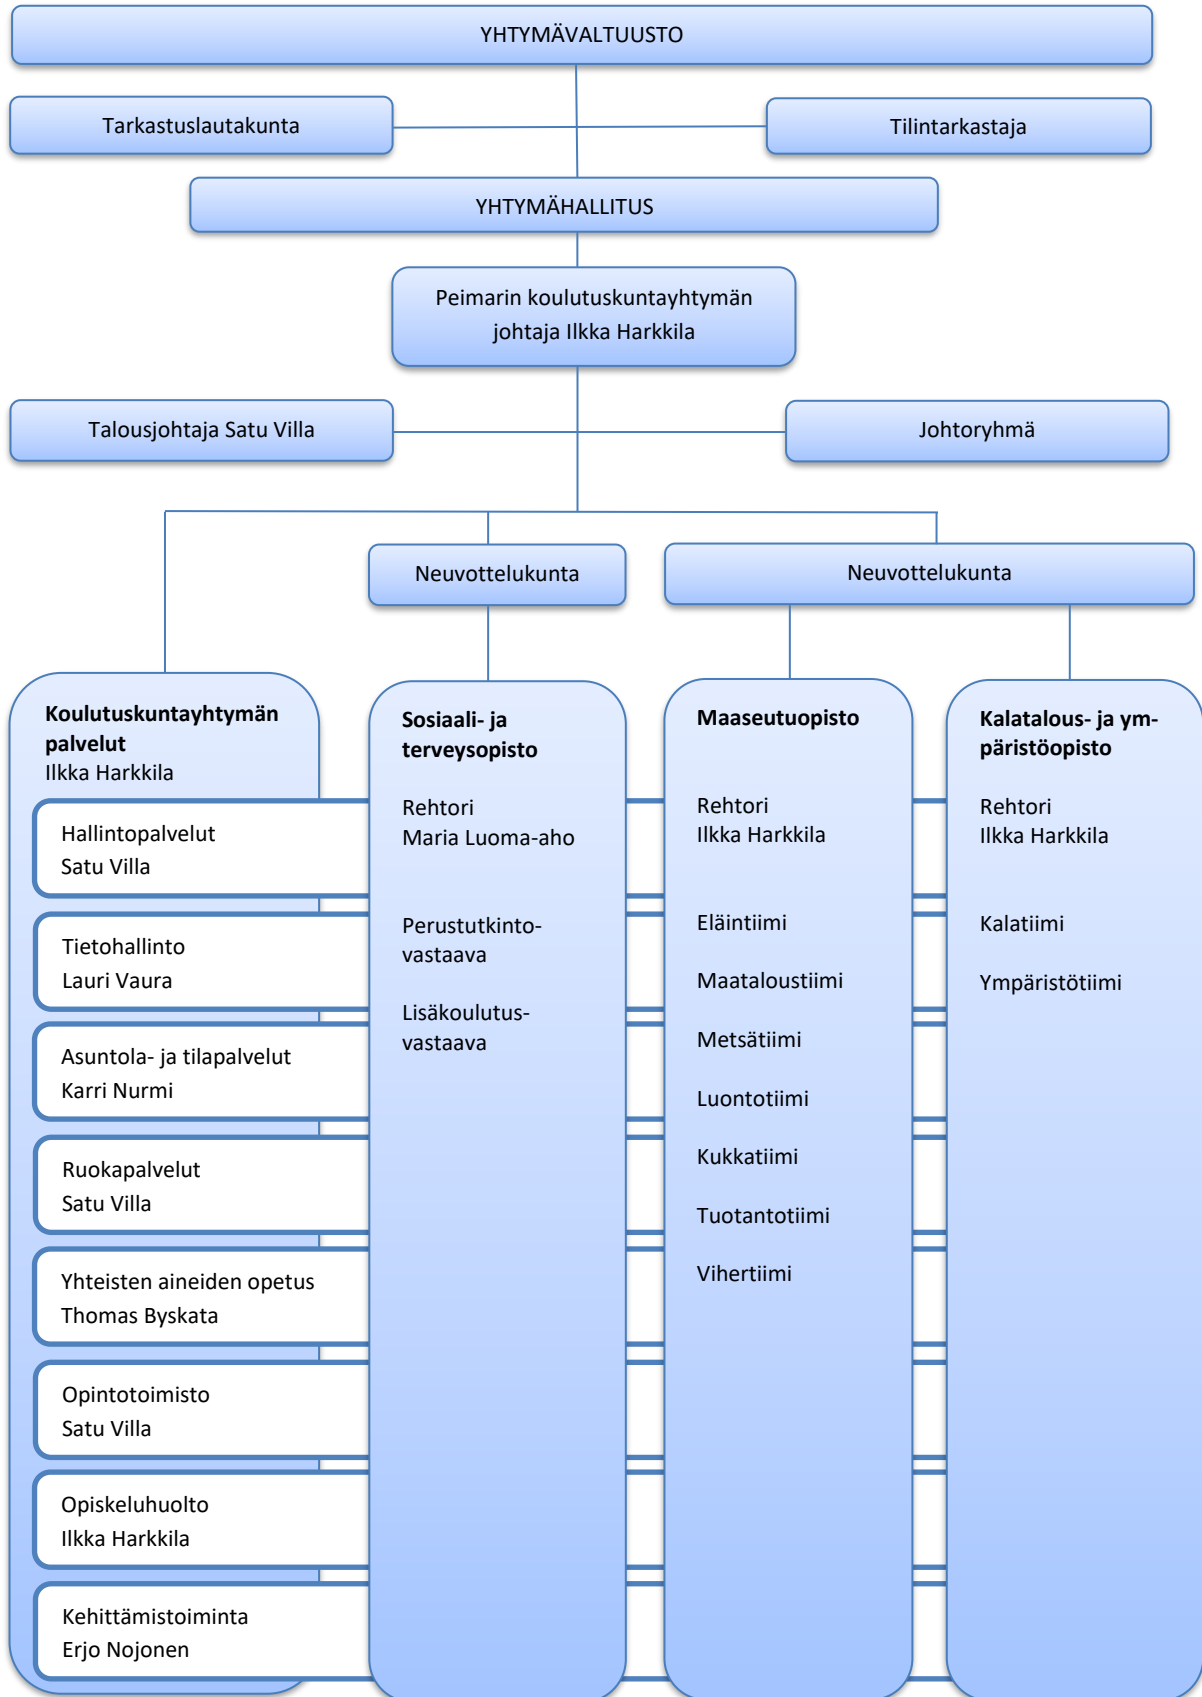 YHTYMÄVALTUUSTO
Tarkastuslautakunta
Tilintarkastaja
YHTYMÄHALLITUS
Peimarin koulutuskuntayhtymän
johtaja Ilkka Harkkila
Talousjohtaja Satu Villa
Johtoryhmä
Neuvottelukunta
Neuvottelukunta
Koulutuskuntayhtymän
palvelut
Ilkka Harkkila
Hallintopalvelut
Satu Villa
Tietohallinto
Lauri Vaura
Asuntola- ja tilapalvelut
Karri Nurmi
Ruokapalvelut
Satu Villa
Yhteisten aineiden opetus
Thomas Byskata
Opintotoimisto
Satu Villa
Opiskeluhuolto
Ilkka Harkkila
Kehittämistoiminta
Erjo Nojonen
Sosiaali- ja
terveysopisto
Rehtori
Maria Luoma-aho
Perustutkinto-
vastaava
Lisäkoulutus-
vastaava
Maaseutuopisto
Rehtori
Ilkka Harkkila
Eläintiimi
Maataloustiimi
Metsätiimi
Luontotiimi
Kukkatiimi
Tuotantotiimi
Vihertiimi
Kalatalous- ja ym-
päristöopisto
Rehtori
Ilkka Harkkila
Kalatiimi
Ympäristötiimi